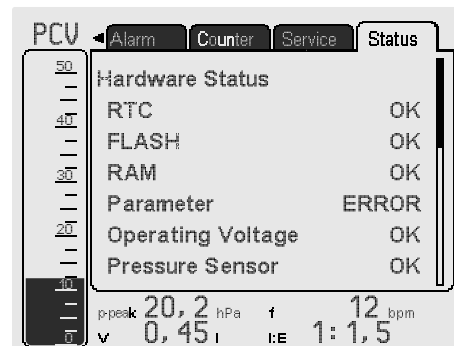 PCV
Alarm Counter Service Status
50
40
30
20
10
0
Hardware Status
RTC OK
FLASH OK
RAM OK
Parameter ERROR
Operating Voltage OK
Pressure Sensor OK
p-peak 20,2 hPa f 12 bpm
V 0,45 l I:E 1:1,5